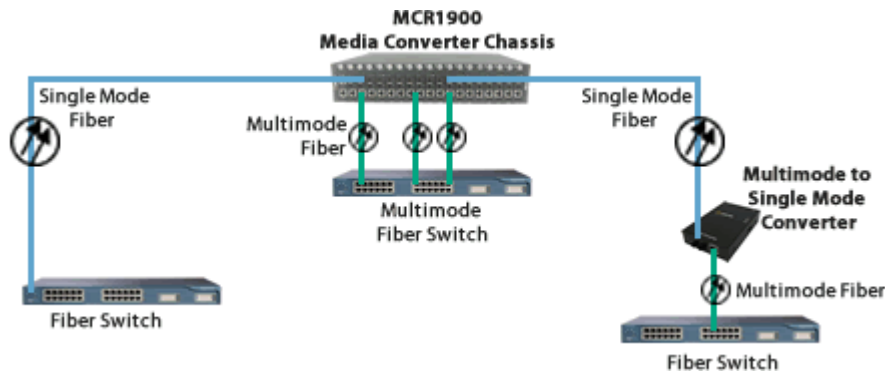 MCR1900
Media Converter Chassis
Single Mode
Fiber
Multimode
Fiber
Single Mode
Fiber
Multimode
Fiber Switch
Multimode to
Single Mode
Converter
Fiber Switch
Multimode Fiber
Fiber Switch